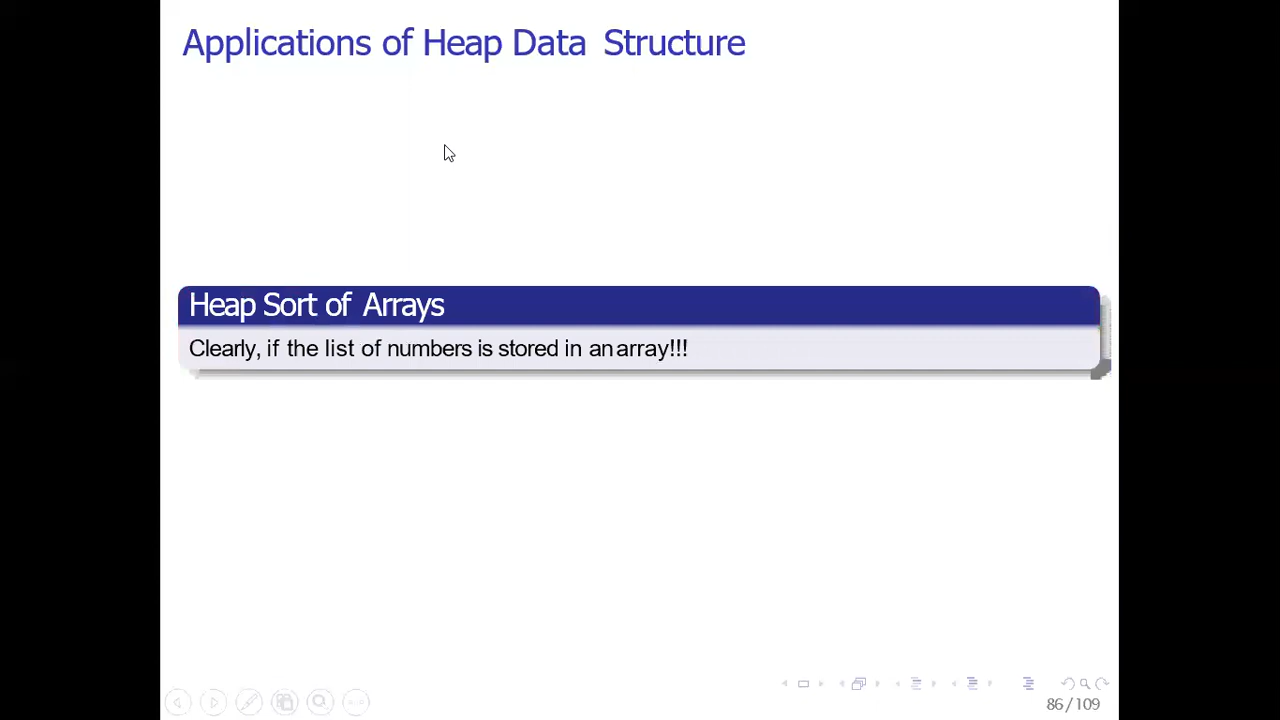 Applications of Heap Data Structure
Heap Sort of Arrays
Clearly, if the list of numbers is stored in an array!!!
86 / 109